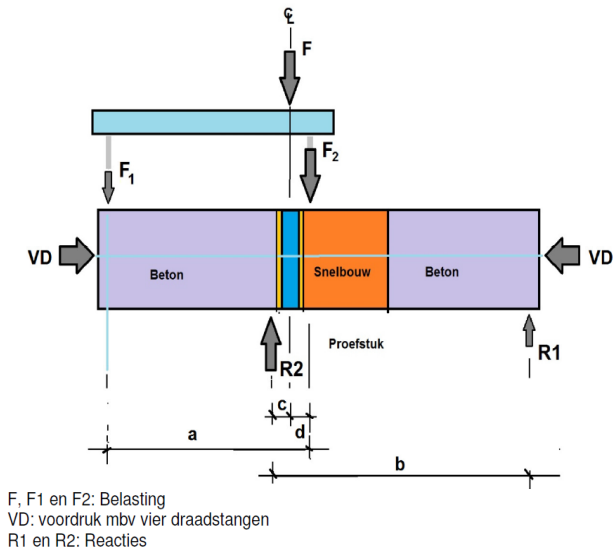 ℄
F
F1
F2
VD
Beton
Snelbouw
Beton
VD
Proefstuk
R2
R1
c
d
a
b
F, F1 en F2: Belasting
VD: voordruk mbv vier draadstangen
R1 en R2: Reacties